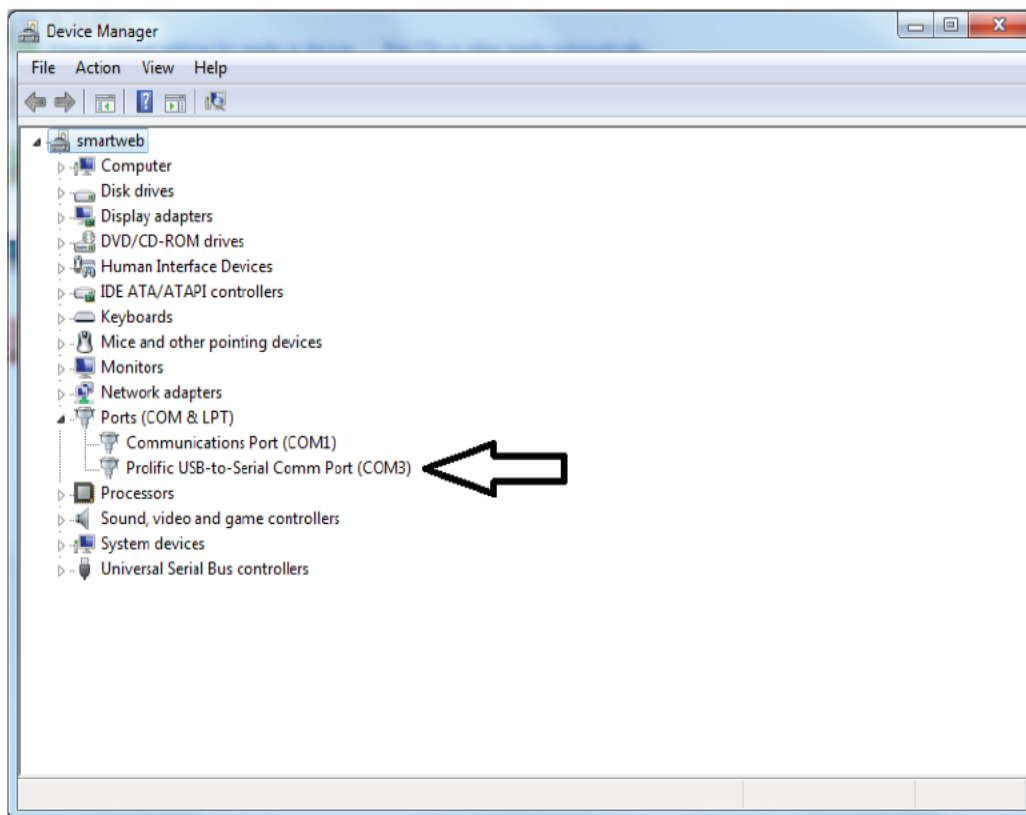 Device Manager
File Action View Help
smartweb
Computer
Disk drives
Display adapters
DVD/CD-ROM drives
Human Interface Devices
IDE ATA/ATAPI controllers
Keyboards
Mice and other pointing devices
Monitors
Network adapters
Ports (COM & LPT)
Communications Port (COM1)
Prolific USB-to-Serial Comm Port (COM3)
Processors
Sound, video and game controllers
System devices
Universal Serial Bus controllers